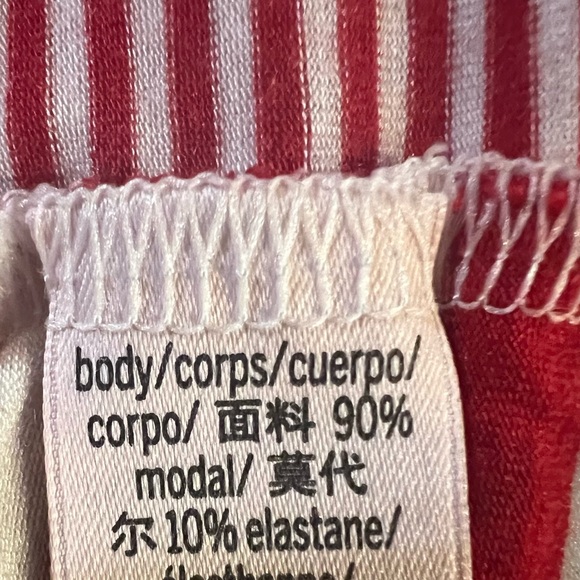 body/corps/cuerpo/
corpo/ 面料 90%
modal/ 莫代
尔 10% elastane/